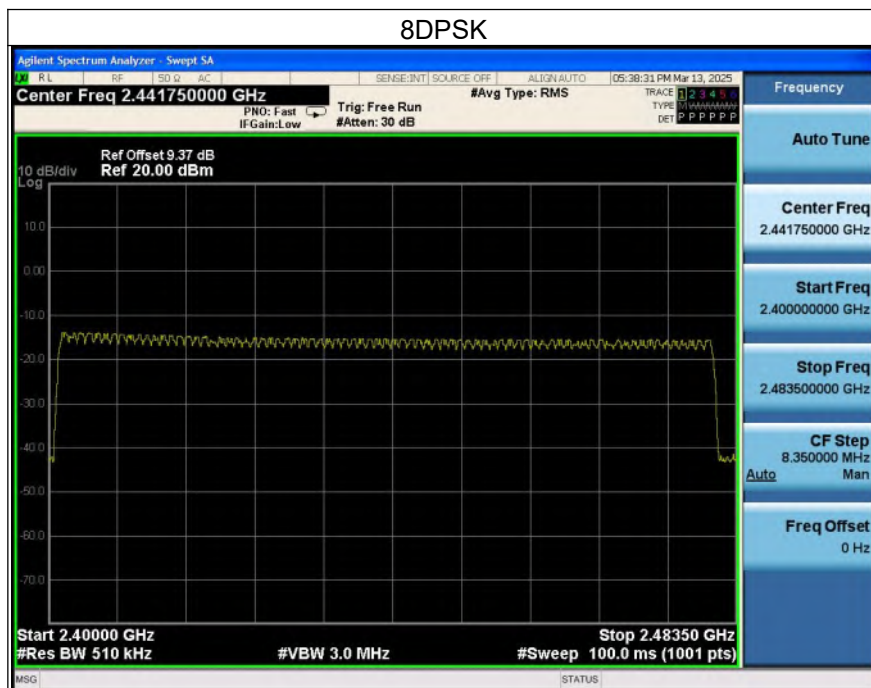 8DPSK
Agilent Spectrum Analyzer - Swept SA
LXI RL RF 50 Ω AC SENSE:INT SOURCE OFF ALIGN AUTO 05:38:31 PM Mar 13, 2025
Center Freq 2.441750000 GHz #Avg Type: RMS TRACE 1 2 3 4 5 6
PNO: Fast Trig: Free Run TYPE
IFGain:Low #Atten: 30 dB DET P P P P P P
Frequency
Auto Tune
Center Freq
2.441750000 GHz
Start Freq
2.400000000 GHz
Stop Freq
2.483500000 GHz
CF Step
8.350000 MHz
Auto Man
Freq Offset
0 Hz
Ref Offset 9.37 dB
10 dB/div Ref 20.00 dBm
Log
10.0
0.00
-10.0
-20.0
-30.0
-40.0
-50.0
-60.0
-70.0
Start 2.40000 GHz Stop 2.48350 GHz
#Res BW 510 kHz #VBW 3.0 MHz #Sweep 100.0 ms (1001 pts)
MSG STATUS